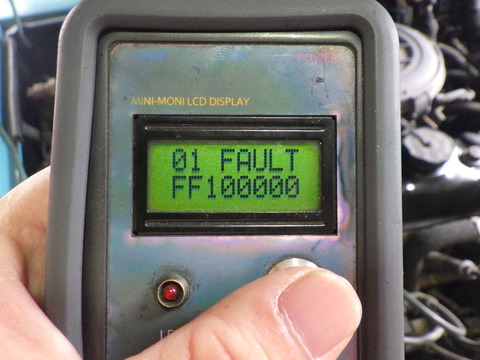 MINI-MONI LCD DISPLAY
01 FAULT
FF100000